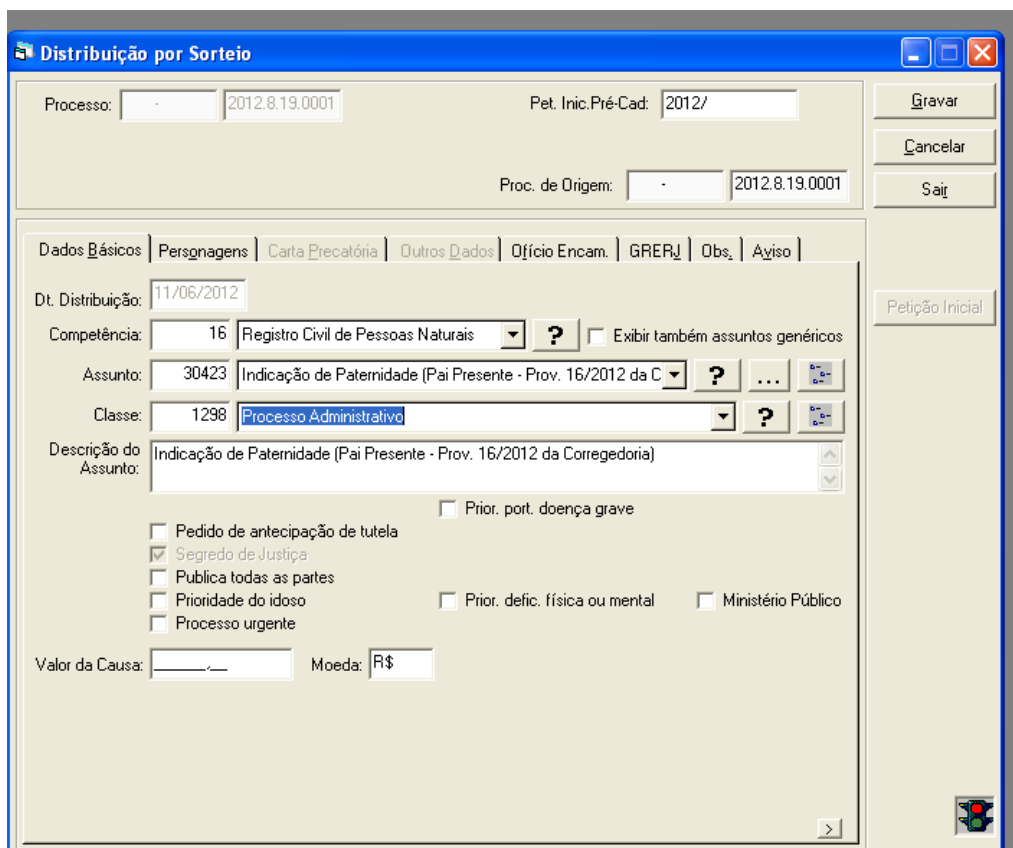 Distribuição por Sorteio
Processo: - 2012.8.19.0001 Pet. Inic.Pré-Cad: 2012/ Gravar
Cancelar
Proc. de Origem: - 2012.8.19.0001 Sair
Dados Básicos Personagens Carta Precatória Outros Dados Ofício Encam. GRERJ Obs. Aviso
Dt. Distribuição: 11/06/2012 Petição Inicial
Competência: 16 Registro Civil de Pessoas Naturais ? Exibir também assuntos genéricos
Assunto: 30423 Indicação de Paternidade (Pai Presente - Prov. 16/2012 da C ? ...
Classe: 1298 Processo Administrativo ?
Descrição do Assunto: Indicação de Paternidade (Pai Presente - Prov. 16/2012 da Corregedoria)
Prior. port. doença grave
Pedido de antecipação de tutela
Segredo de Justiça
Publica todas as partes
Prioridade do idoso Prior. defic. física ou mental Ministério Público
Processo urgente
Valor da Causa: ______,__ Moeda: R$
>